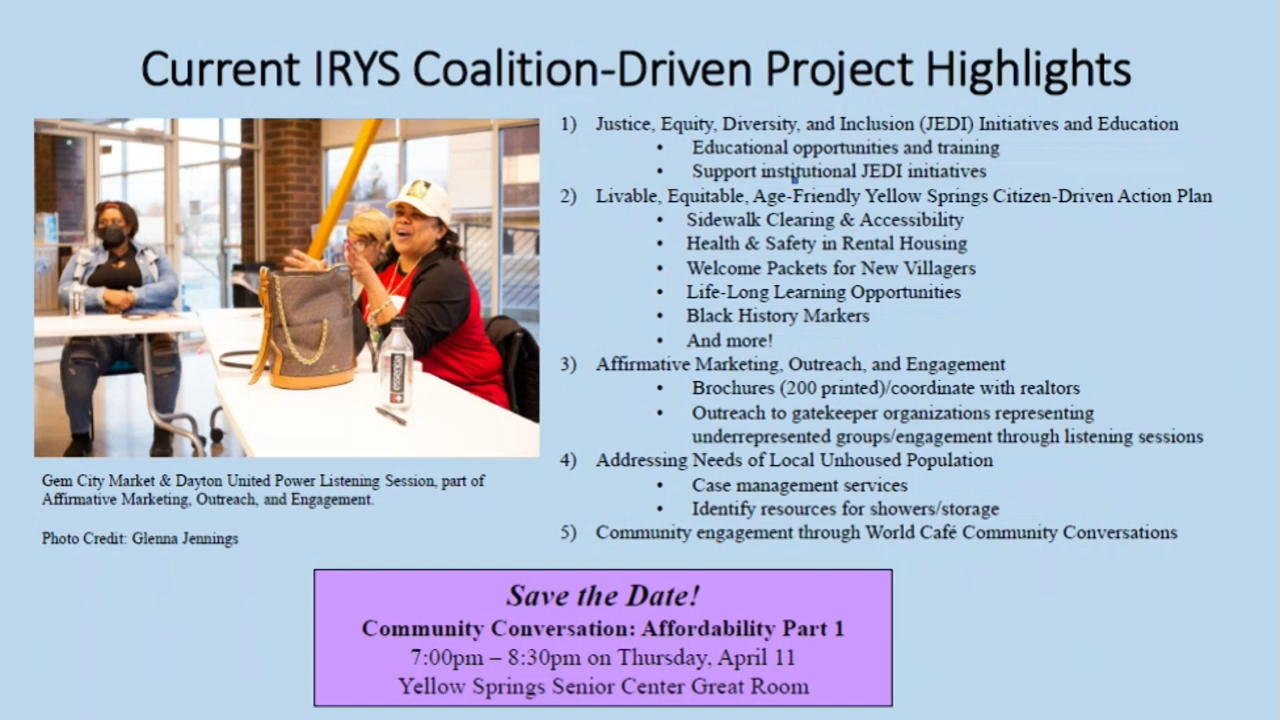 Current IRYS Coalition-Driven Project Highlights
1) Justice, Equity, Diversity, and Inclusion (JEDI) Initiatives and Education
• Educational opportunities and training
• Support institutional JEDI initiatives
2) Livable, Equitable, Age-Friendly Yellow Springs Citizen-Driven Action Plan
• Sidewalk Clearing & Accessibility
• Health & Safety in Rental Housing
• Welcome Packets for New Villagers
• Life-Long Learning Opportunities
• Black History Markers
• And more!
3) Affirmative Marketing, Outreach, and Engagement
• Brochures (200 printed)/coordinate with realtors
• Outreach to gatekeeper organizations representing
underrepresented groups/engagement through listening sessions
4) Addressing Needs of Local Unhoused Population
• Case management services
• Identify resources for showers/storage
5) Community engagement through World Café Community Conversations
essentia
Gem City Market & Dayton United Power Listening Session, part of
Affirmative Marketing, Outreach, and Engagement.
Photo Credit: Glenna Jennings
Save the Date!
Community Conversation: Affordability Part 1
7:00pm – 8:30pm on Thursday, April 11
Yellow Springs Senior Center Great Room